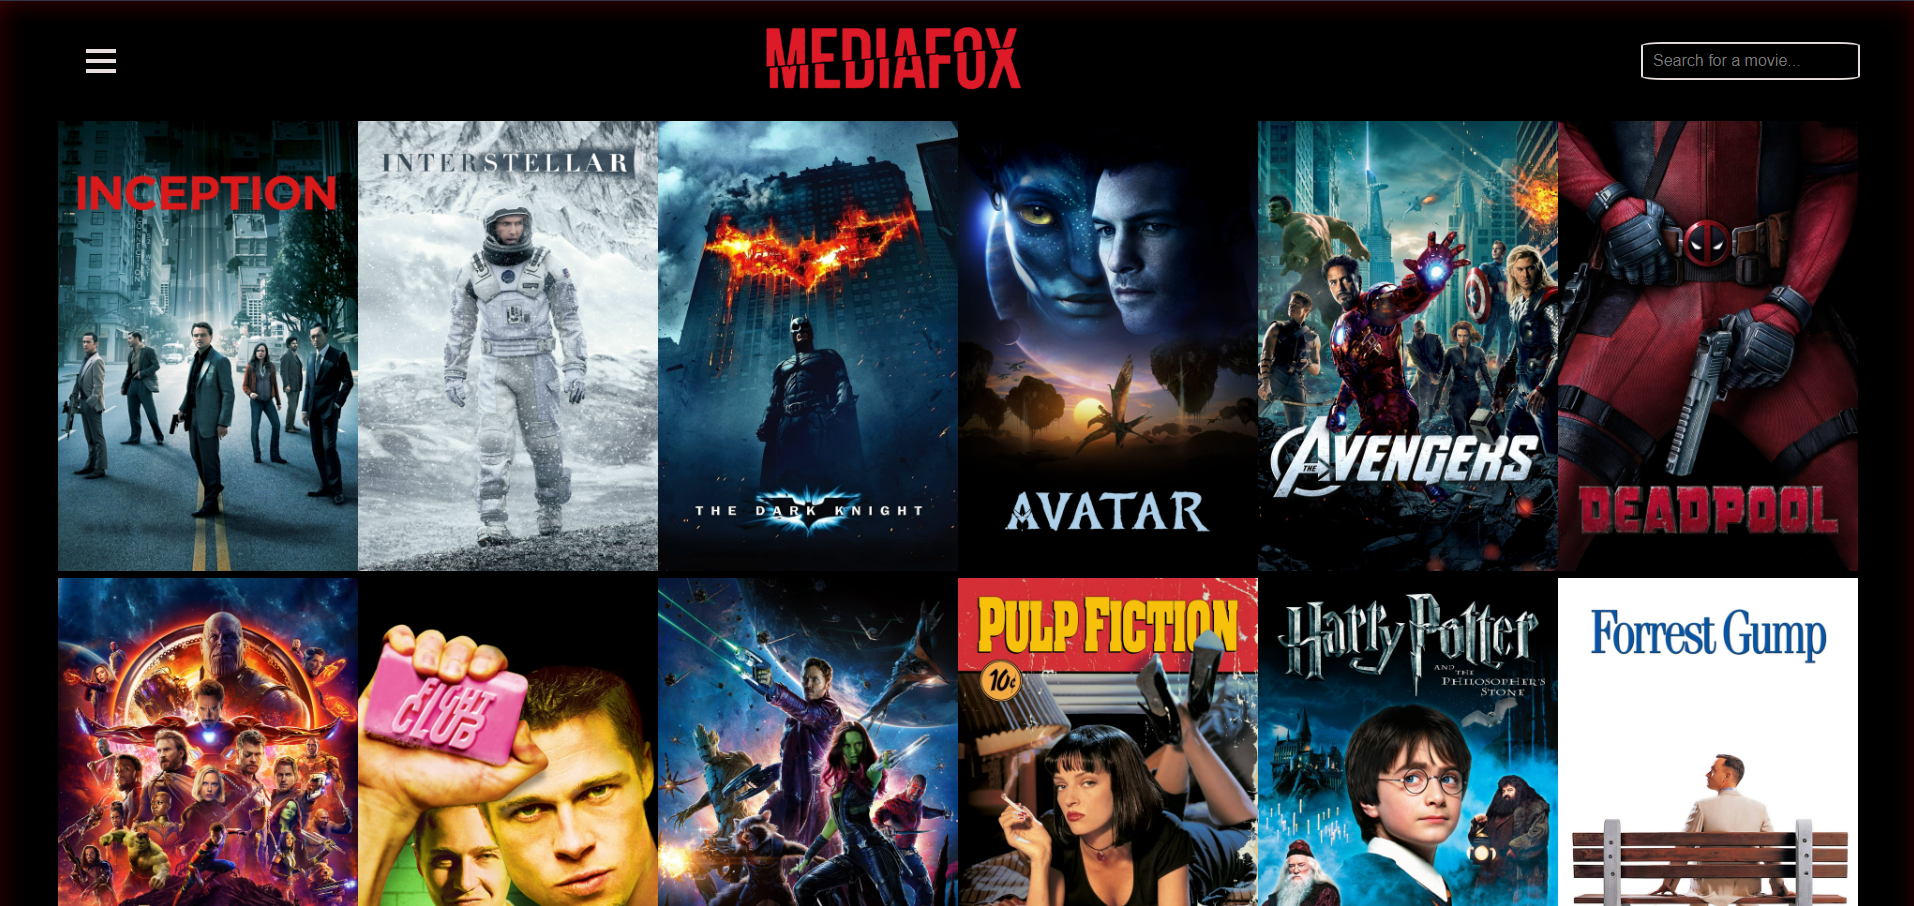 MEDIAFOX
Search for a movie...
INCEPTION
INTERSTELLAR
THE DARK KNIGHT
AVATAR
THE AVENGERS
DEADPOOL
FIGHT
CLUB
PULP FICTION
10¢
Harry Potter
AND
THE
PHILOSOPHER'S
STONE
Forrest Gump